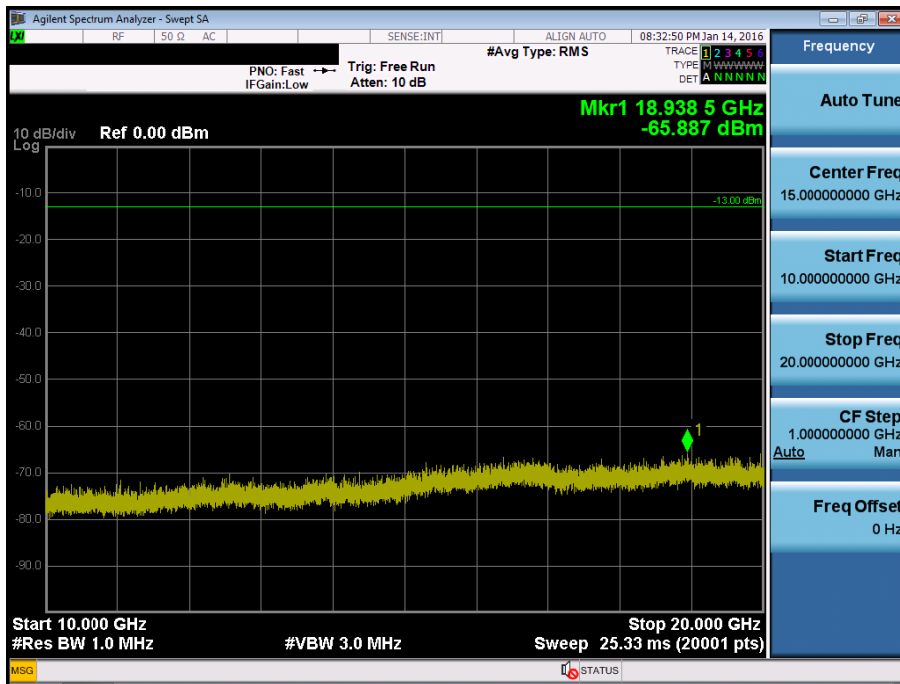 Agilent Spectrum Analyzer - Swept SA
LXI RF 50 Ω AC SENSE:INT ALIGN AUTO 08:32:50 PM Jan 14, 2016
#Avg Type: RMS
TRACE 1 2 3 4 5 6
TYPE M W W W W W
DET A N N N N N
PNO: Fast
IFGain:Low
Trig: Free Run
Atten: 10 dB
Mkr1 18.938 5 GHz
-65.887 dBm
10 dB/div
Log
Ref 0.00 dBm
-10.0
-13.00 dBm
-20.0
-30.0
-40.0
-50.0
-60.0
1
-70.0
-80.0
-90.0
Start 10.000 GHz
Stop 20.000 GHz
#Res BW 1.0 MHz
#VBW 3.0 MHz
Sweep 25.33 ms (20001 pts)
MSG
STATUS
Frequency
Auto Tune
Center Freq
15.000000000 GHz
Start Freq
10.000000000 GHz
Stop Freq
20.000000000 GHz
CF Step
1.000000000 GHz
Auto Man
Freq Offset
0 Hz